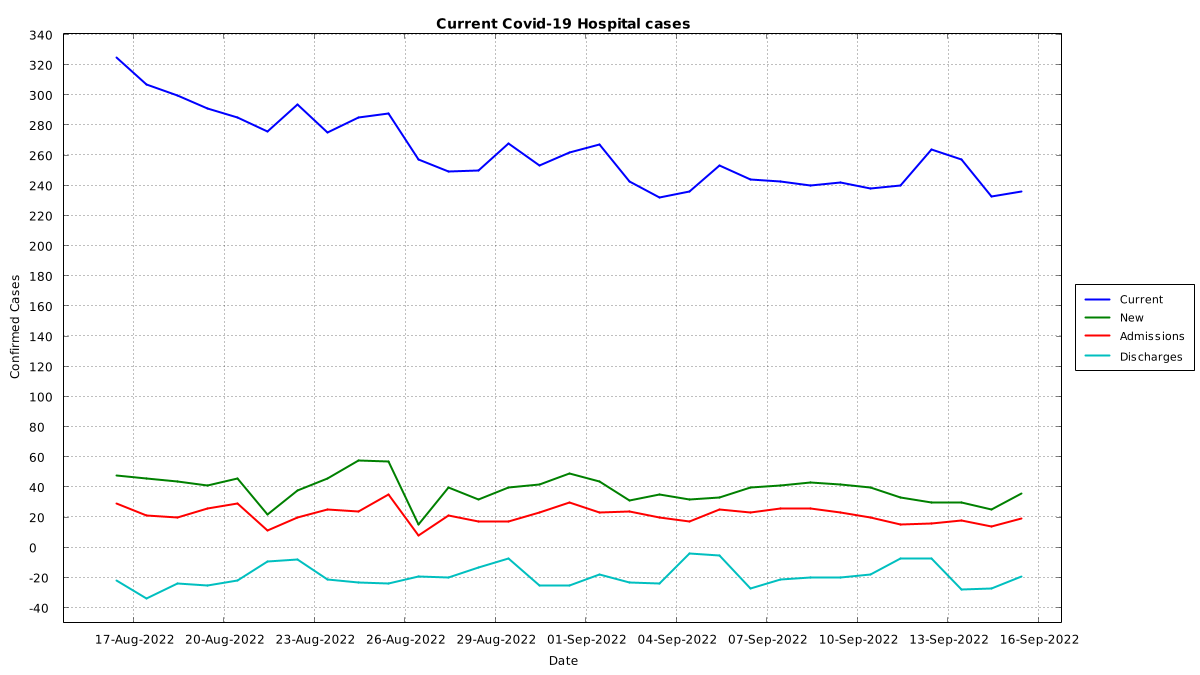 Current Covid-19 Hospital cases
340
320
300
280
260
240
220
200
180
160
140
120
100
80
60
40
20
0
-20
-40
Confirmed Cases
17-Aug-2022 20-Aug-2022 23-Aug-2022 26-Aug-2022 29-Aug-2022 01-Sep-2022 04-Sep-2022 07-Sep-2022 10-Sep-2022 13-Sep-2022 16-Sep-2022
Date
Current
New
Admissions
Discharges